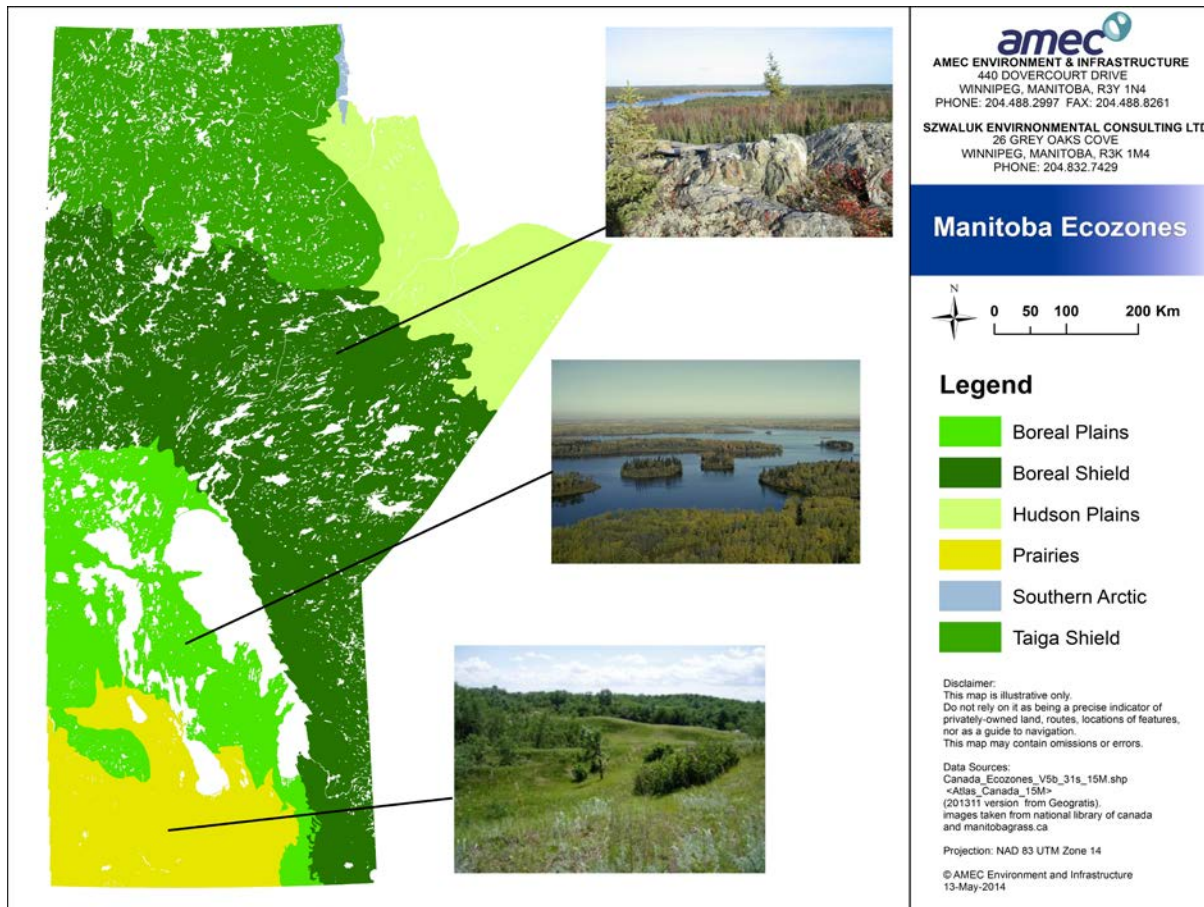 amec
AMEC ENVIRONMENT & INFRASTRUCTURE
440 DOVERCOURT DRIVE
WINNIPEG, MANITOBA, R3Y 1N4
PHONE: 204.488.2997 FAX: 204.488.8261
SZWALUK ENVIRNONMENTAL CONSULTING LTD
26 GREY OAKS COVE
WINNIPEG, MANITOBA, R3K 1M4
PHONE: 204.832.7429
Manitoba Ecozones
N
0 50 100 200 Km
Legend
Boreal Plains
Boreal Shield
Hudson Plains
Prairies
Southern Arctic
Taiga Shield
Disclaimer:
This map is illustrative only.
Do not rely on it as being a precise indicator of
privately-owned land, routes, locations of features,
nor as a guide to navigation.
This map may contain omissions or errors.
Data Sources:
Canada_Ecozones_V5b_31s_15M.shp
<Atlas_Canada_15M>
(201311 version from Geogratis).
images taken from national library of canada
and manitobagrass.ca
Projection: NAD 83 UTM Zone 14
© AMEC Environment and Infrastructure
13-May-2014